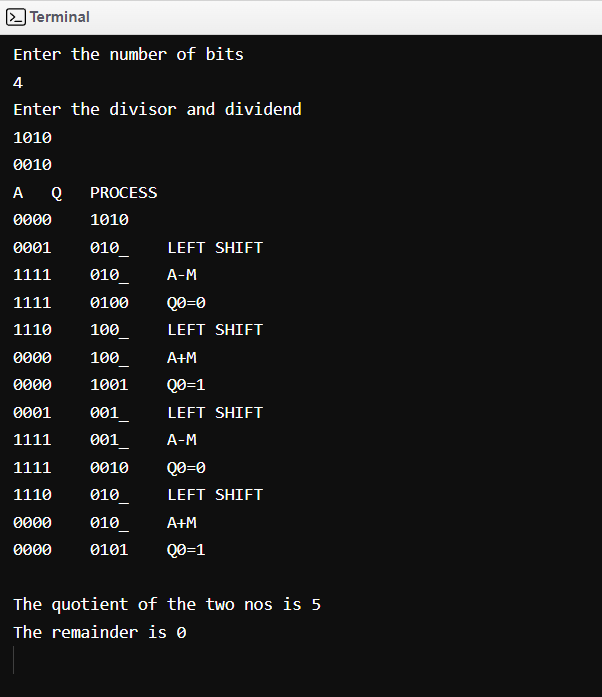 Terminal
Enter the number of bits
4
Enter the divisor and dividend
1010
0010
A   Q   PROCESS
0000    1010
0001    010_    LEFT SHIFT
1111    010_    A-M
1111    0100    Q0=0
1110    100_    LEFT SHIFT
0000    100_    A+M
0000    1001    Q0=1
0001    001_    LEFT SHIFT
1111    001_    A-M
1111    0010    Q0=0
1110    010_    LEFT SHIFT
0000    010_    A+M
0000    0101    Q0=1
The quotient of the two nos is 5
The remainder is 0